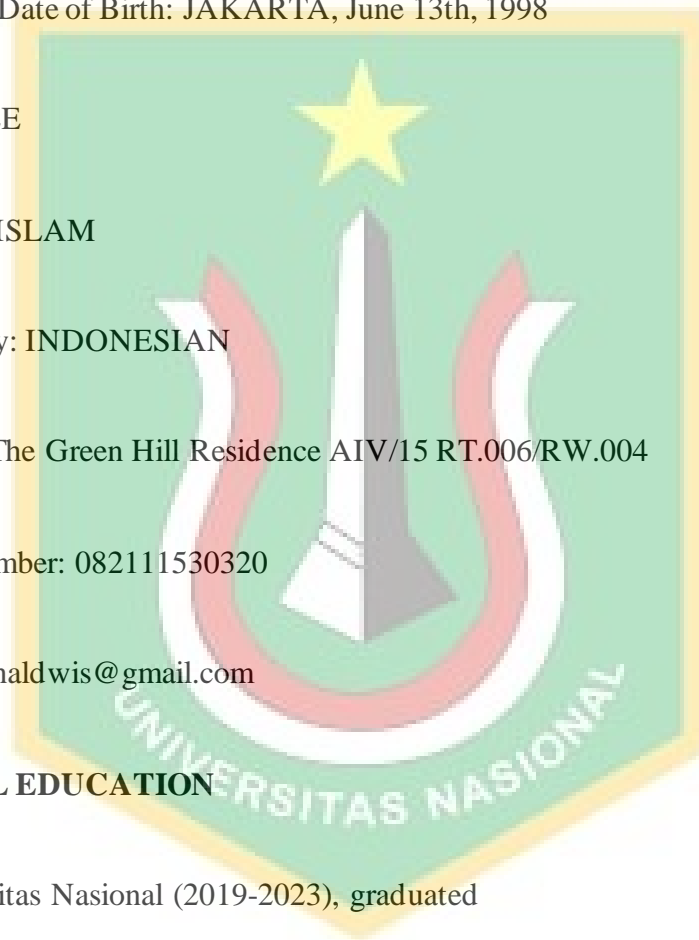 Date of Birth: JAKARTA, June 13th, 1998
E
ISLAM
y: INDONESIAN
The Green Hill Residence AIV/15 RT.006/RW.004
mber: 082111530320
naldwis@gmail.com
L EDUCATION
itas Nasional (2019-2023), graduated
UNIVERSITAS NASIONAL